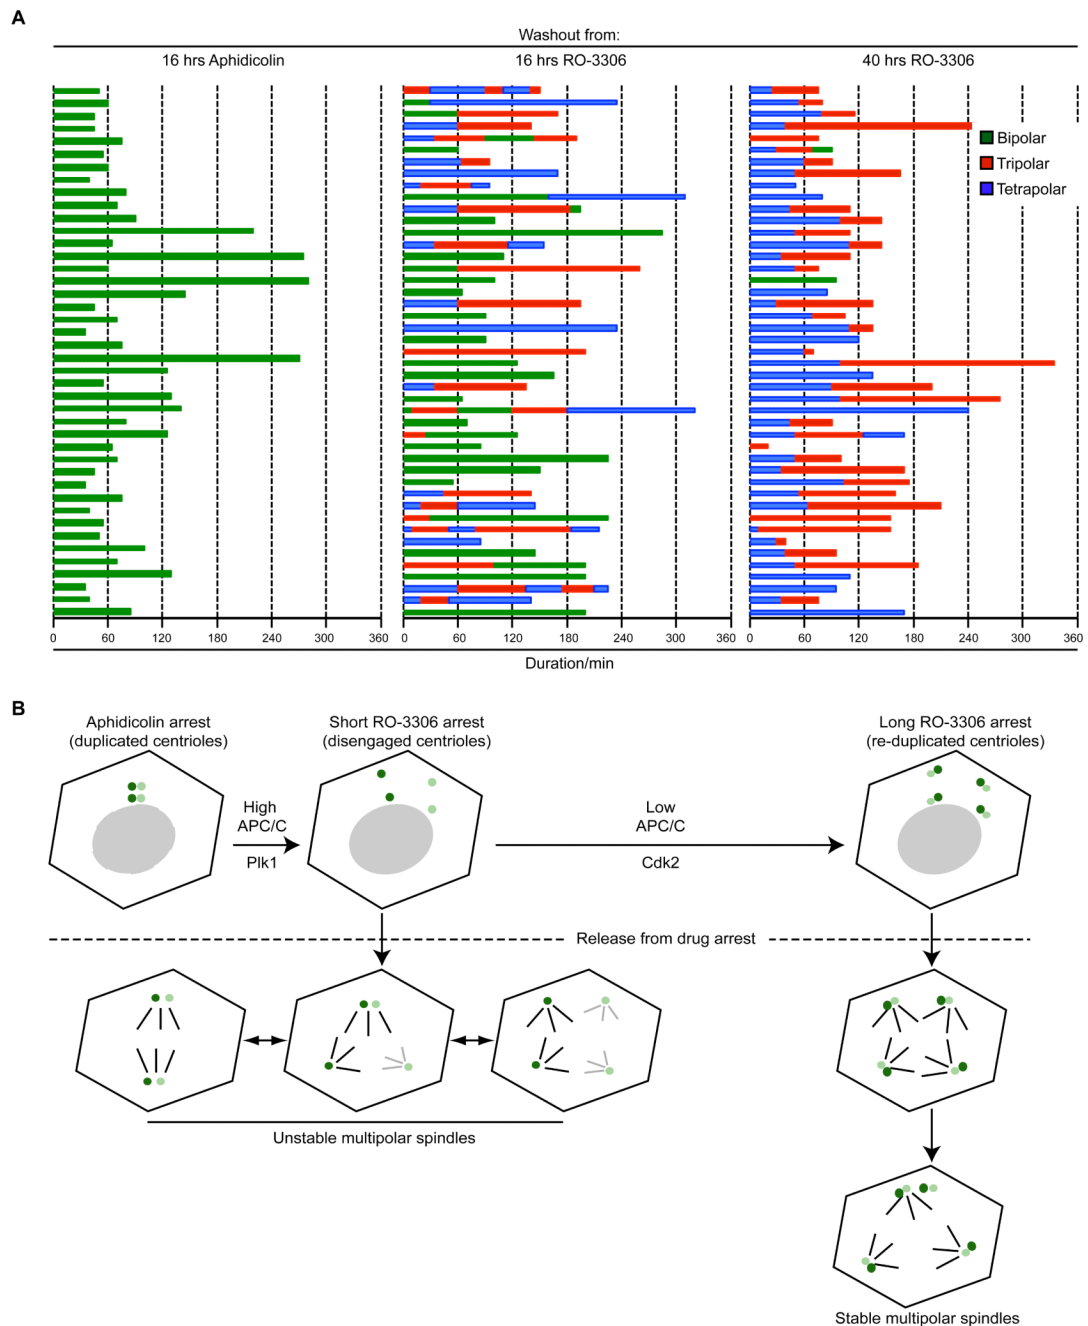 A
Washout from:
16 hrs Aphidicolin
16 hrs RO-3306
40 hrs RO-3306
Bipolar
Tripolar
Tetrapolar
0 60 120 180 240 300 360
0 60 120 180 240 300 360
0 60 120 180 240 300 360
Duration/min
B
Aphidicolin arrest
(duplicated centrioles)
Short RO-3306 arrest
(disengaged centrioles)
Long RO-3306 arrest
(re-duplicated centrioles)
High
APC/C
Plk1
Low
APC/C
Cdk2
Release from drug arrest
Unstable multipolar spindles
Stable multipolar spindles